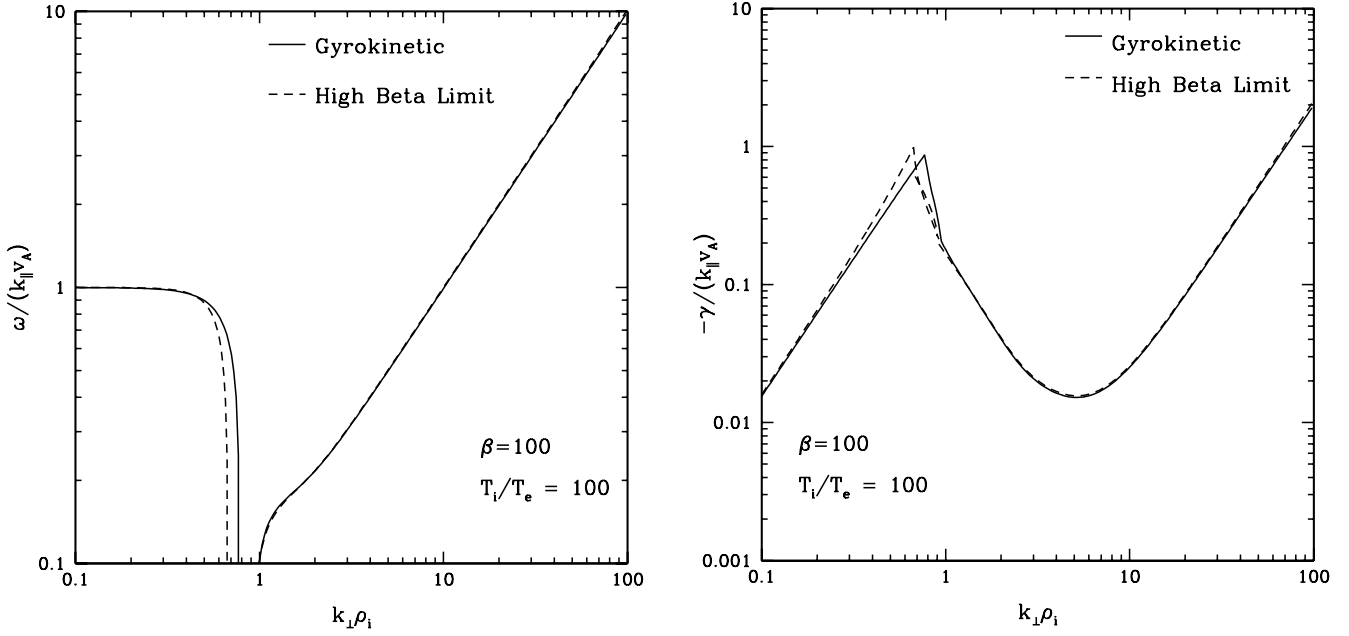 10
1
0.1
ω/(k∥vA)
Gyrokinetic
High Beta Limit
β=100
Ti/Te = 100
0.1
1
10
100
k⊥ρi
10
1
0.1
0.01
0.001
−γ/(k∥vA)
Gyrokinetic
High Beta Limit
β=100
Ti/Te = 100
0.1
1
10
100
k⊥ρi